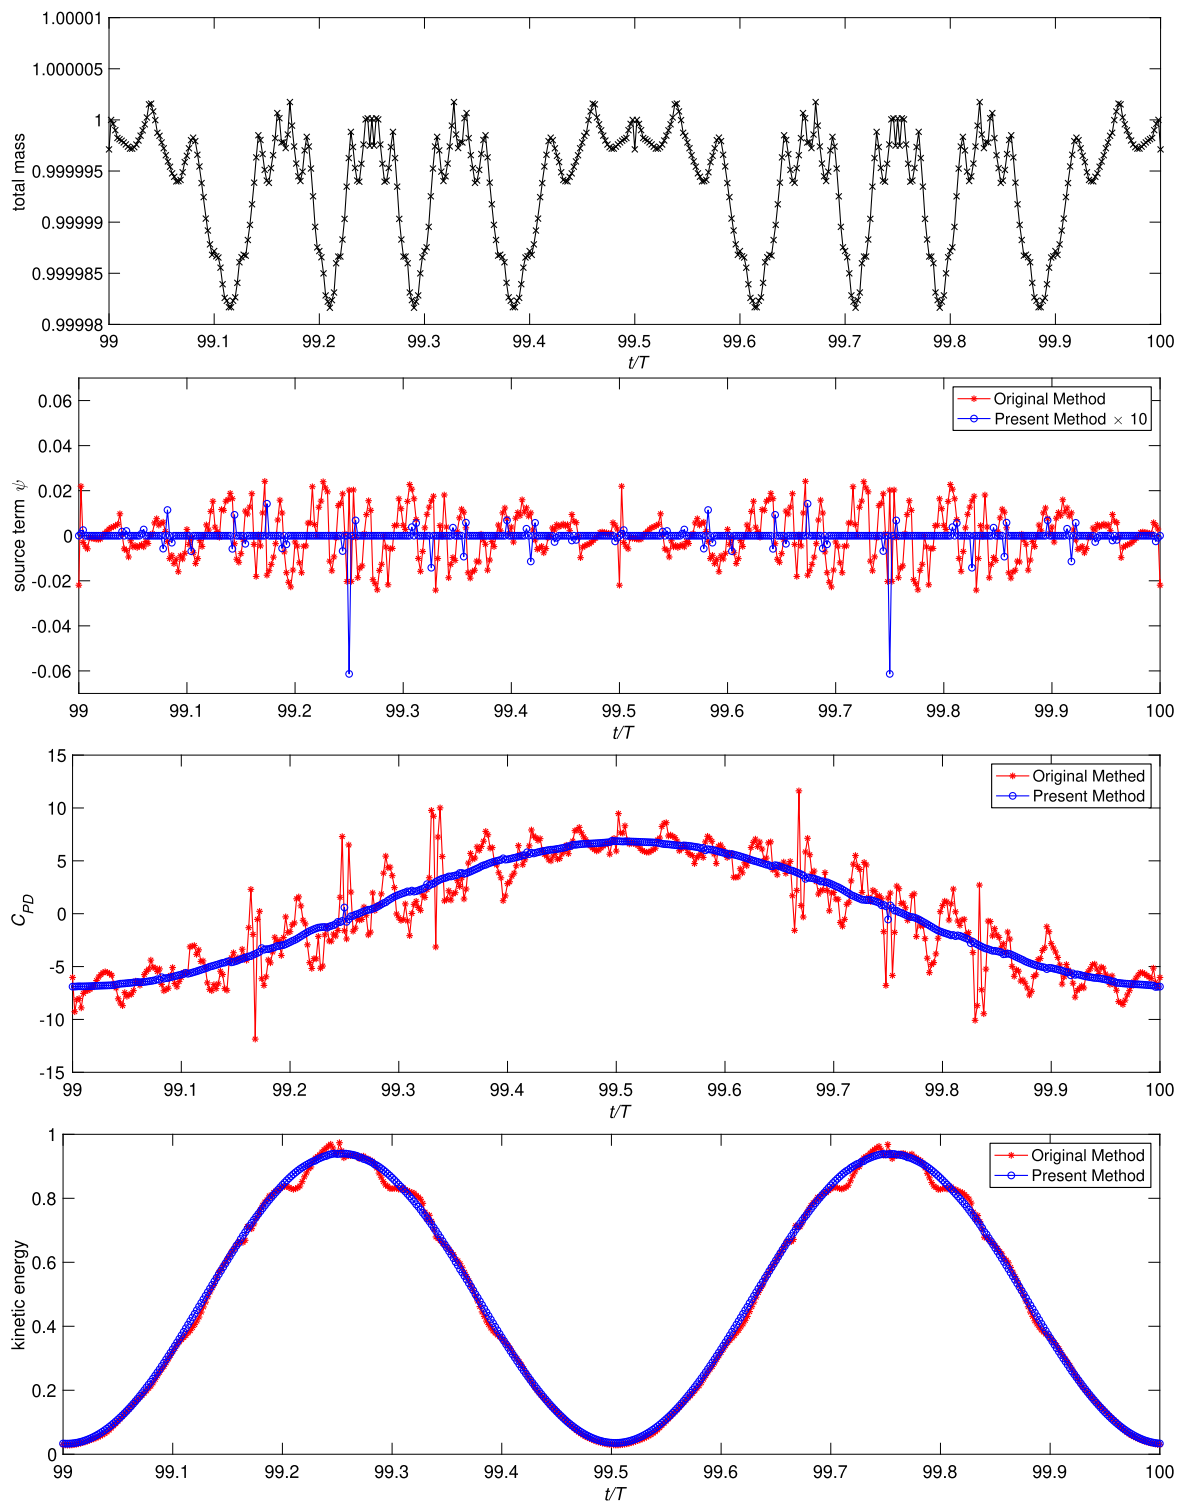 1.00001
1.000005
1
0.999995
0.99999
0.999985
0.99998
total mass
99 99.1 99.2 99.3 99.4 99.5 99.6 99.7 99.8 99.9 100
t/T
0.06
0.04
0.02
0
-0.02
-0.04
-0.06
source term ψ
Original Method
Present Method × 10
99 99.1 99.2 99.3 99.4 99.5 99.6 99.7 99.8 99.9 100
t/T
15
10
5
0
-5
-10
-15
C_PD
Original Methed
Present Method
99 99.1 99.2 99.3 99.4 99.5 99.6 99.7 99.8 99.9 100
t/T
1
0.8
0.6
0.4
0.2
0
kinetic energy
Original Method
Present Method
99 99.1 99.2 99.3 99.4 99.5 99.6 99.7 99.8 99.9 100
t/T